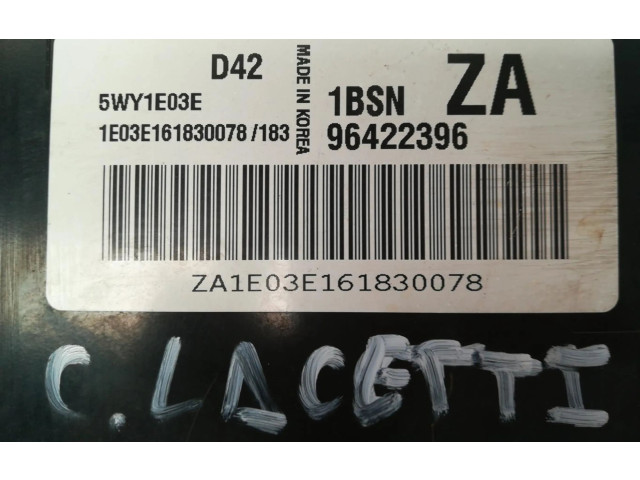 D42
5WY1E03E
1E03E161830078 /183
MADE IN KOREA
1BSN
ZA
96422396
ZA1E03E161830078
C. LACETTI